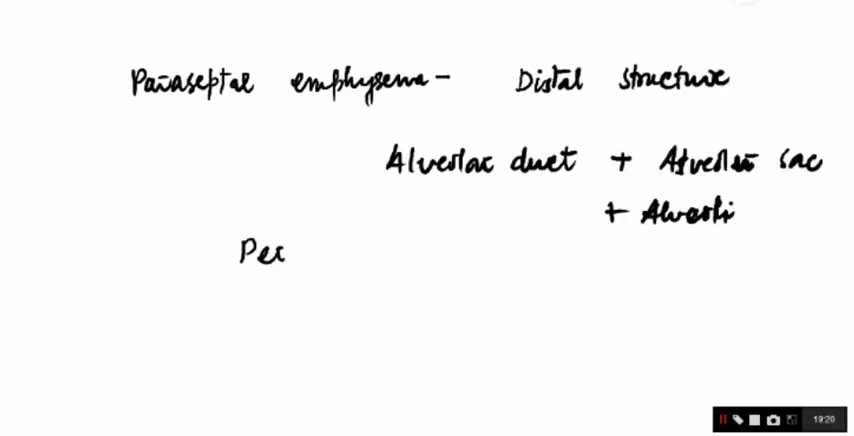 Paraseptal emphysema - Distal structure
Alveolar duct + Alveolar sac
+ Alveoli
Per
19:20